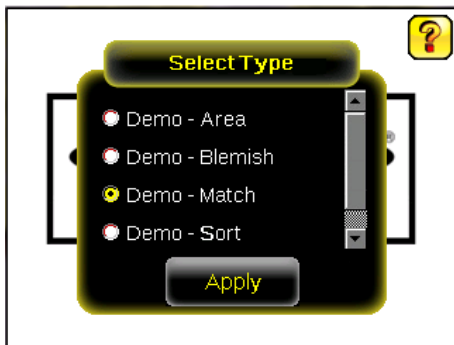 ?
Select Type
Demo - Area
Demo - Blemish
Demo - Match
Demo - Sort
Apply